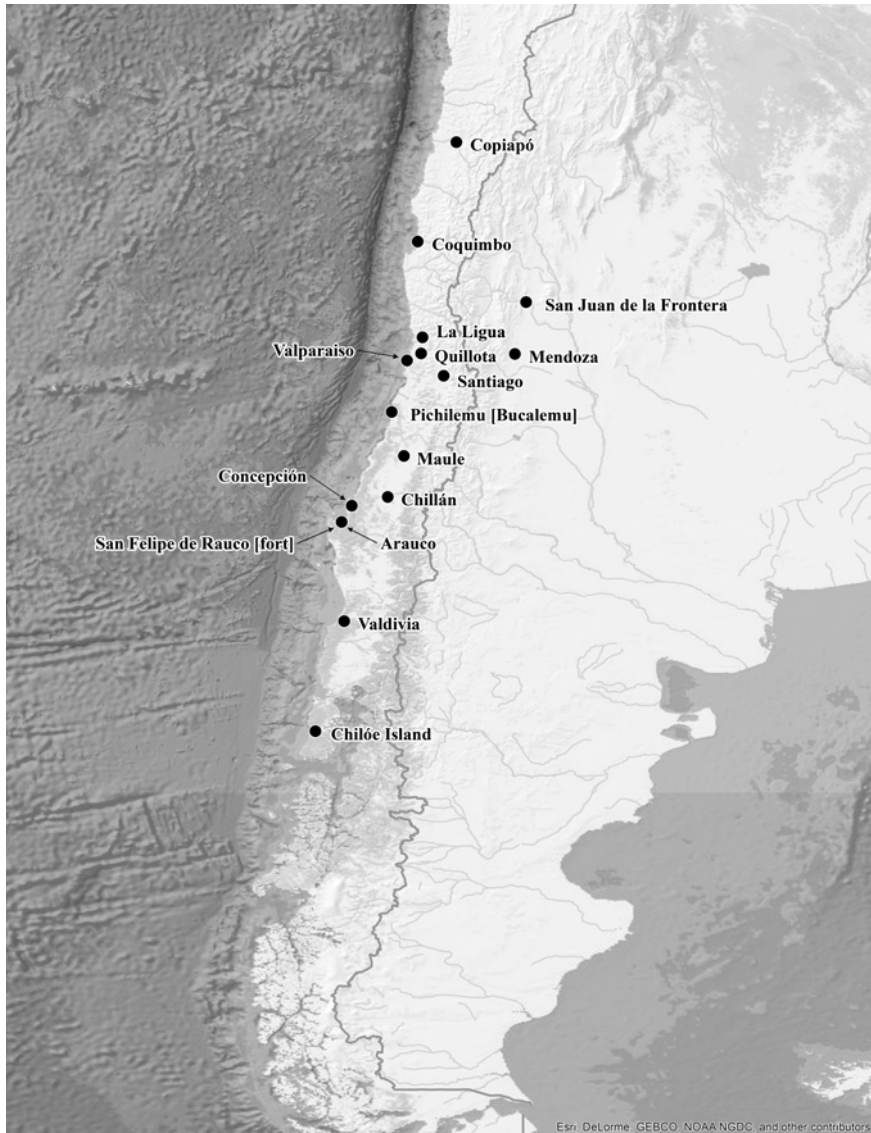 Copiapó
Coquimbo
San Juan de la Frontera
La Ligua
Valparaiso
Quillota
Mendoza
Santiago
Pichilemu [Bucalemu]
Maule
Concepción
Chillán
San Felipe de Rauco [fort]
Arauco
Valdivia
Chilóe Island
Esri, DeLorme, GEBCO, NOAA NGDC, and other contributors